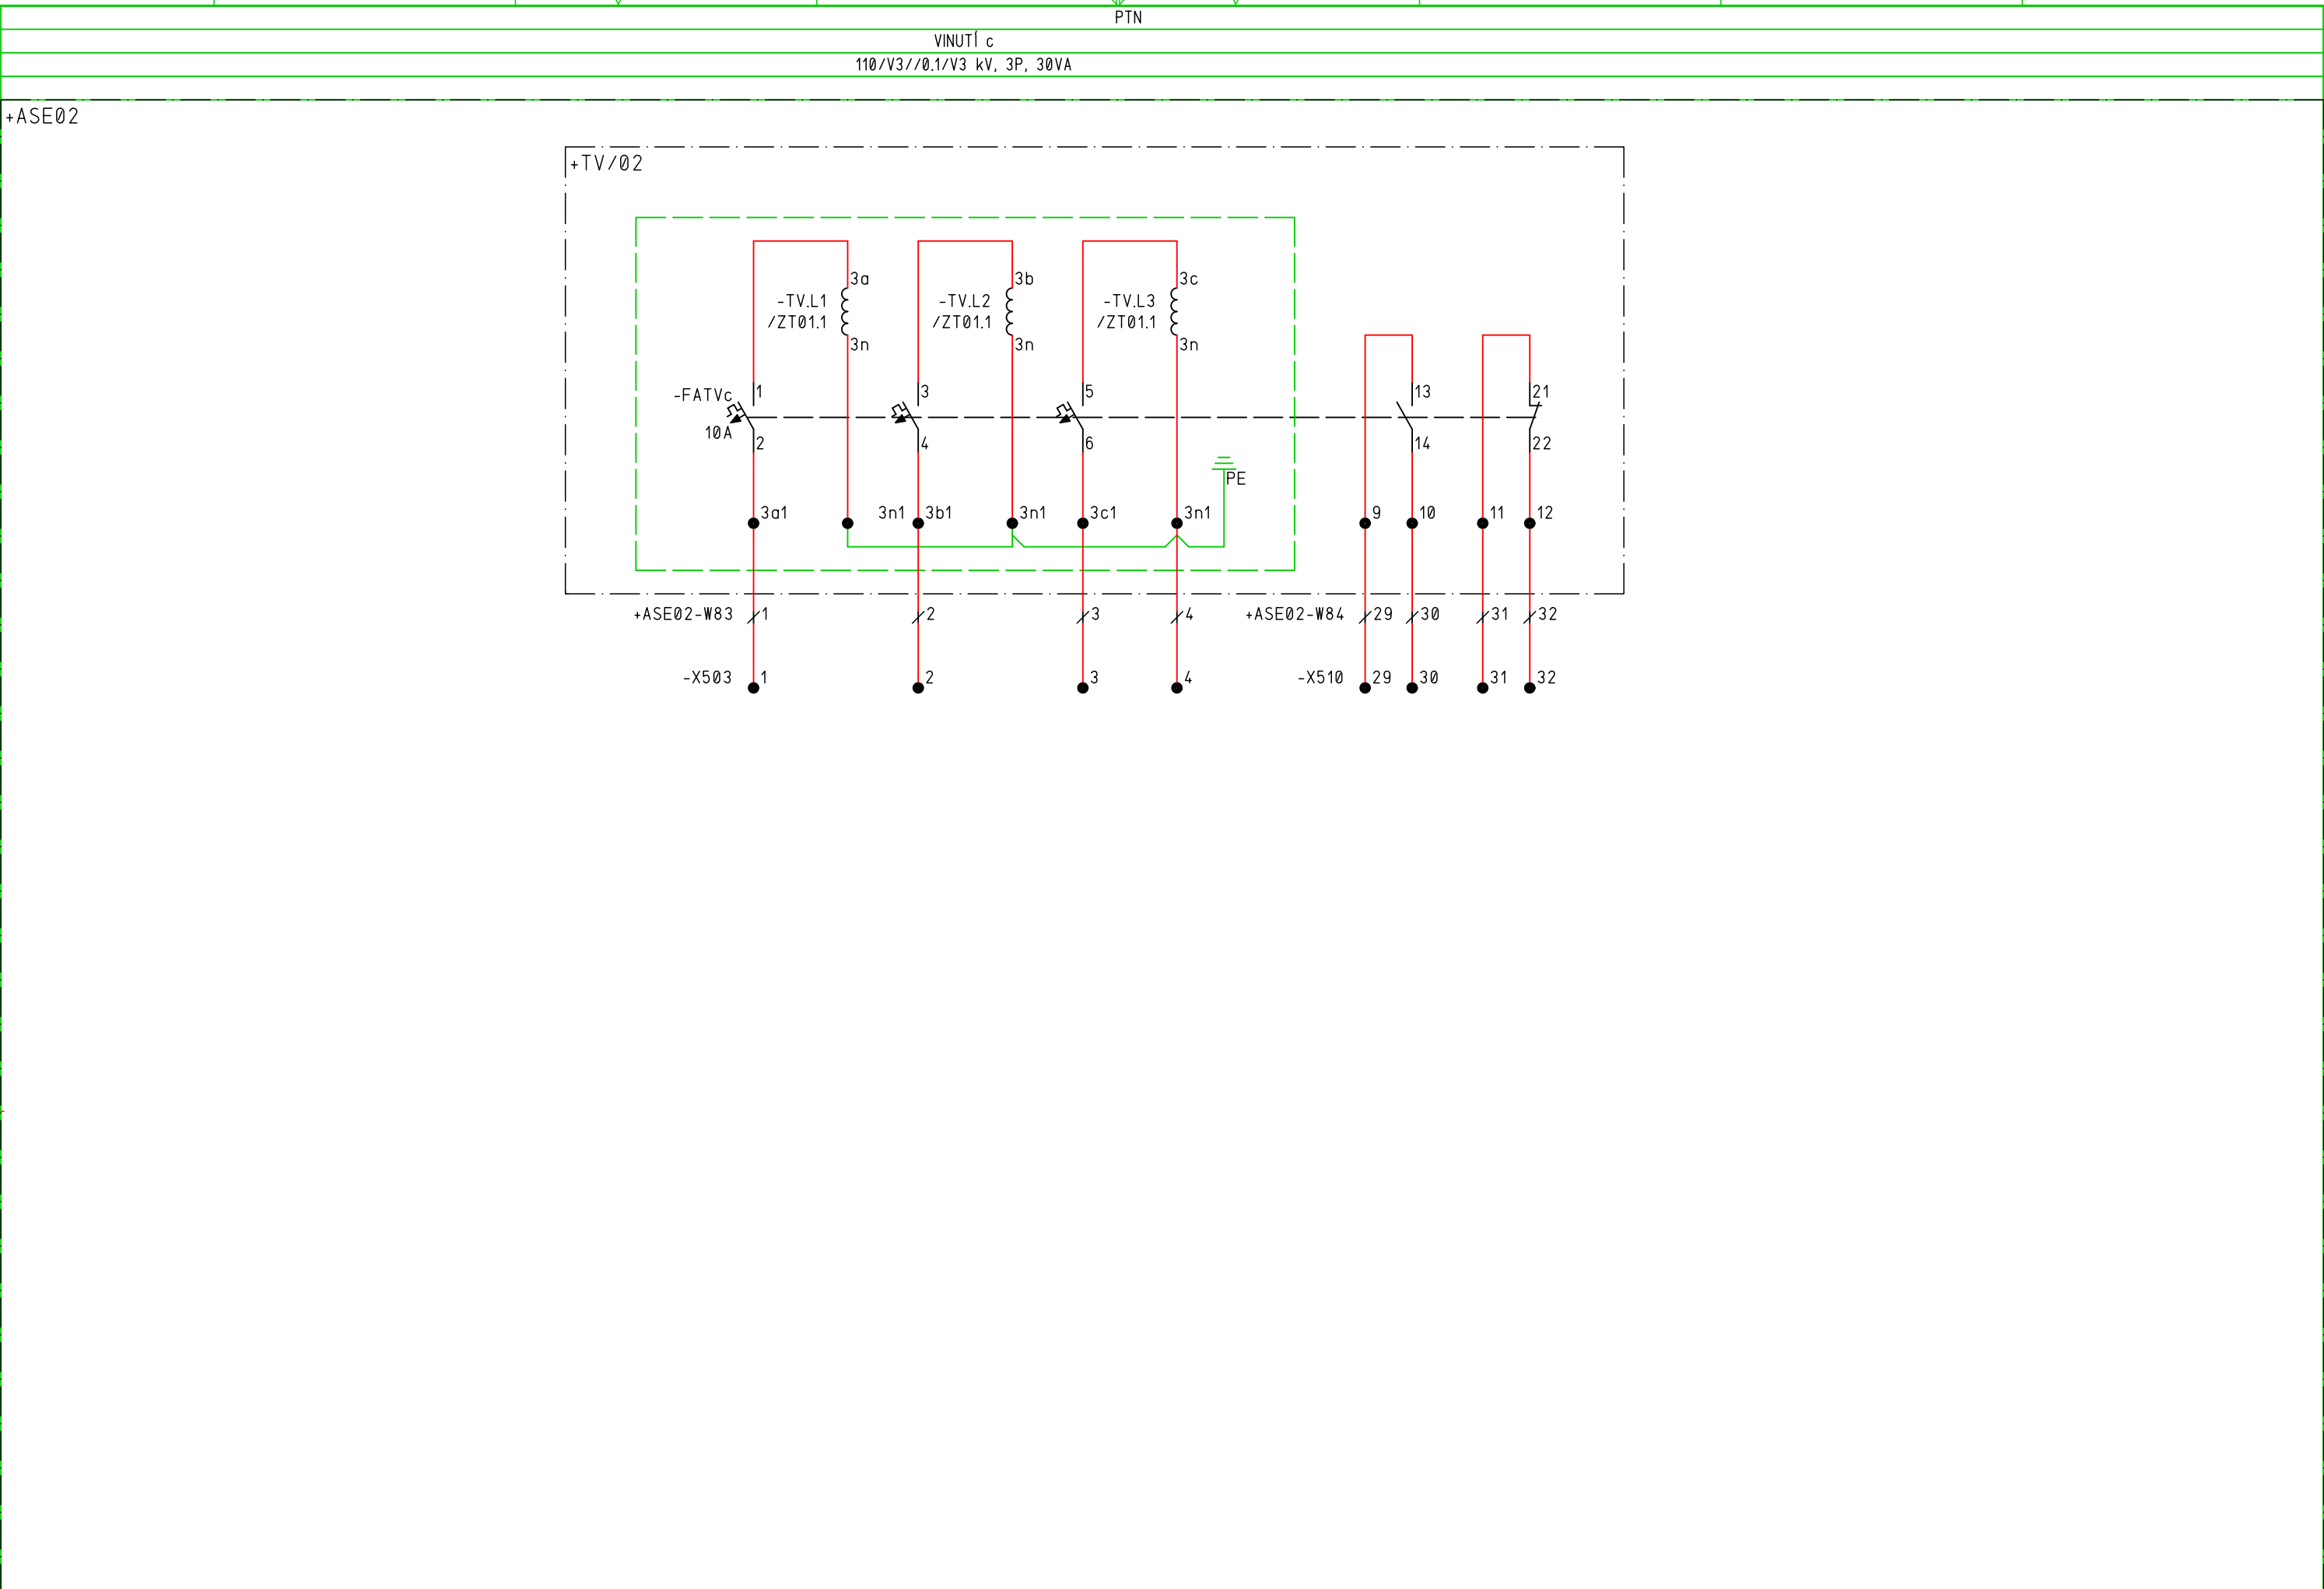 PTN
VINUTÍ c
110/V3//0.1/V3 kV, 3P, 30VA
+ASE02
+TV/02
3a 3b 3c
-TV.L1 -TV.L2 -TV.L3
/ZT01.1 /ZT01.1 /ZT01.1
3n 3n 3n
-FATVc 1 3 5 13 21
10A 2 4 6 14 22
PE
3a1 3n1 3b1 3n1 3c1 3n1 9 10 11 12
+ASE02-W83 1 2 3 4 +ASE02-W84 29 30 31 32
-X503 1 2 3 4 -X510 29 30 31 32